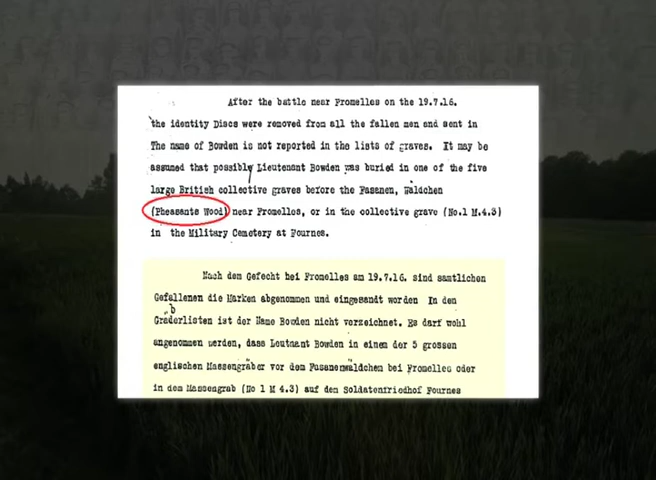 After the battle near Fromelles on the 19.7.16.
the identity Discs were removed from all the fallen men and sent in
The name of Bowden is not reported in the lists of graves. It may be
assumed that possibly Lieutenant Bowden was buried in one of the five
large British collective graves before the Fasanen, Waldchen
(Pheasants Wood) near Fromelles, or in the collective grave (No.1 M.4.3)
in the Military Cemetery at Fournes.
Nach dem Gefecht bei Fromelles am 19.7.16. sind samtlichen
Gefallenen die Marken abgenommen und eingesandt worden In den
b
Graderlisten ist der Name Bowden nicht verzeichnet. Es darf wohl
angenommen werden, dass Leutnant Bowden in einem der 5 grossen
englischen Massengräber vor dem Fasanenwäldchen bei Fromelles oder
in dem Massengrab (No 1 M 4.3) auf den Soldatenfriedhof Fournes